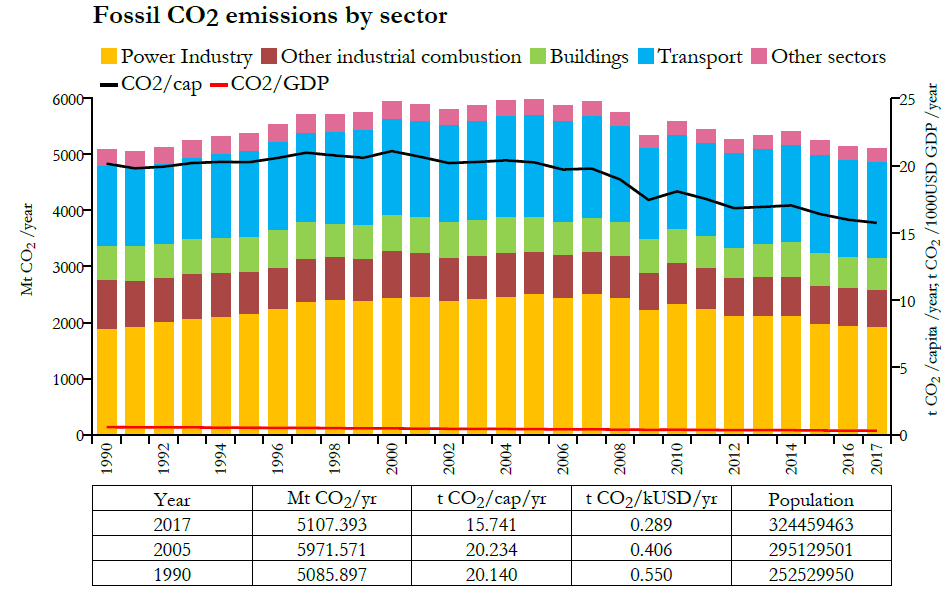 Fossil CO2 emissions by sector
Power Industry Other industrial combustion Buildings Transport Other sectors
CO2/cap CO2/GDP
6000 25
5000 20
4000 15
3000 10
2000 5
1000 0
0
Mt CO2 /year
t CO2 /capita /year, t CO2 /1000USD GDP /year
1990 1992 1994 1996 1998 2000 2002 2004 2006 2008 2010 2012 2014 2016 2017
Year Mt CO2/yr t CO2/cap/yr t CO2/kUSD/yr Population
2017 5107.393 15.741 0.289 324459463
2005 5971.571 20.234 0.406 295129501
1990 5085.897 20.140 0.550 252529950